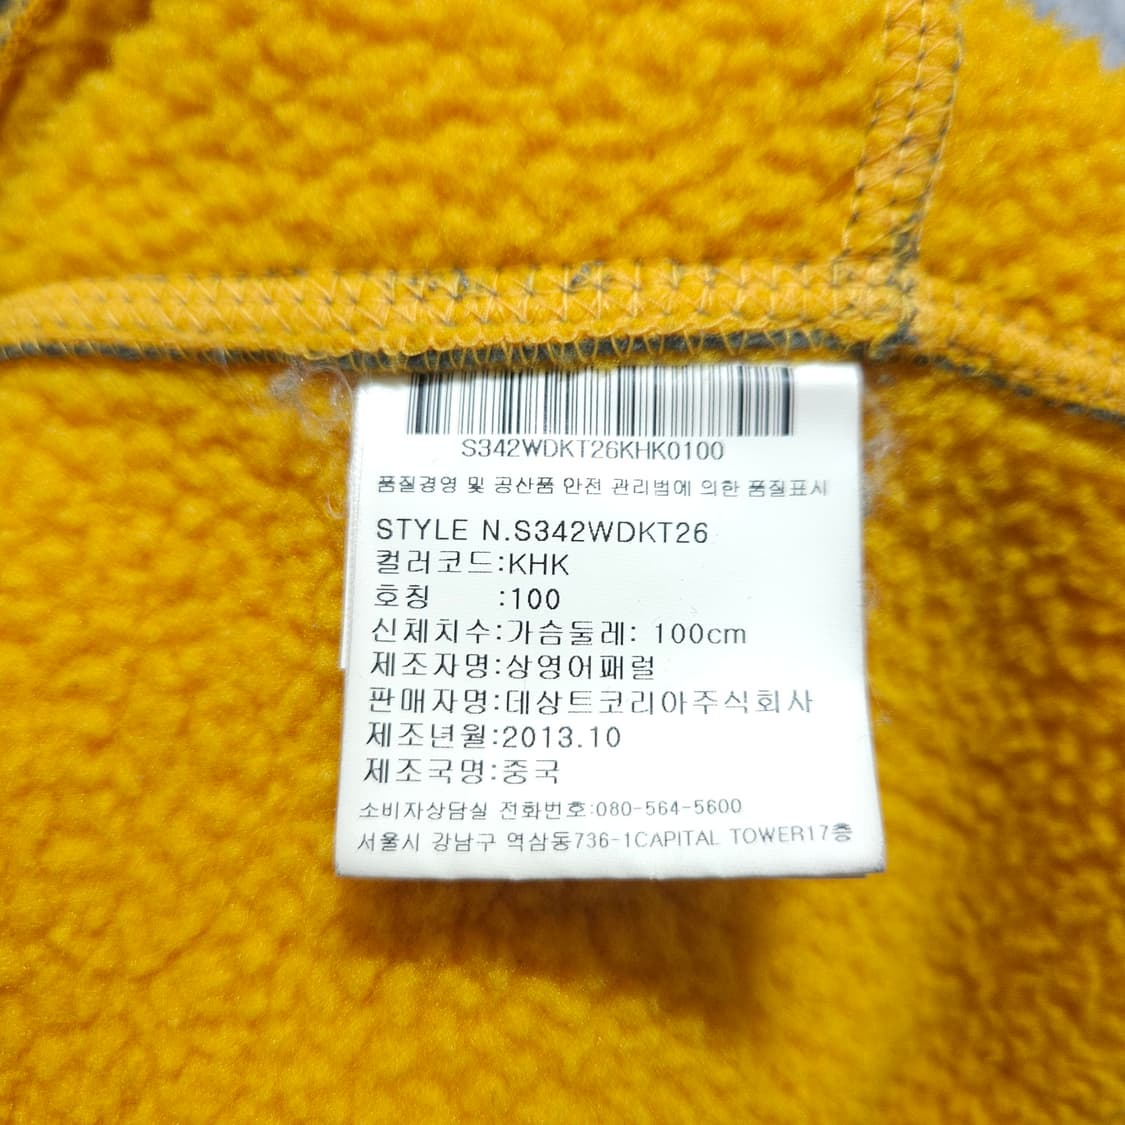 S342WDKT26KHK0100
품질경영 및 공산품 안전 관리법에 의한 품질표시
STYLE N.S342WDKT26
컬러코드:KHK
호칭 :100
신체치수:가슴둘레: 100cm
제조자명:상영어패럴
판매자명:데상트코리아주식회사
제조년월:2013.10
제조국명:중국
소비자상담실 전화번호:080-564-5600
서울시 강남구 역삼동736-1CAPITAL TOWER17층